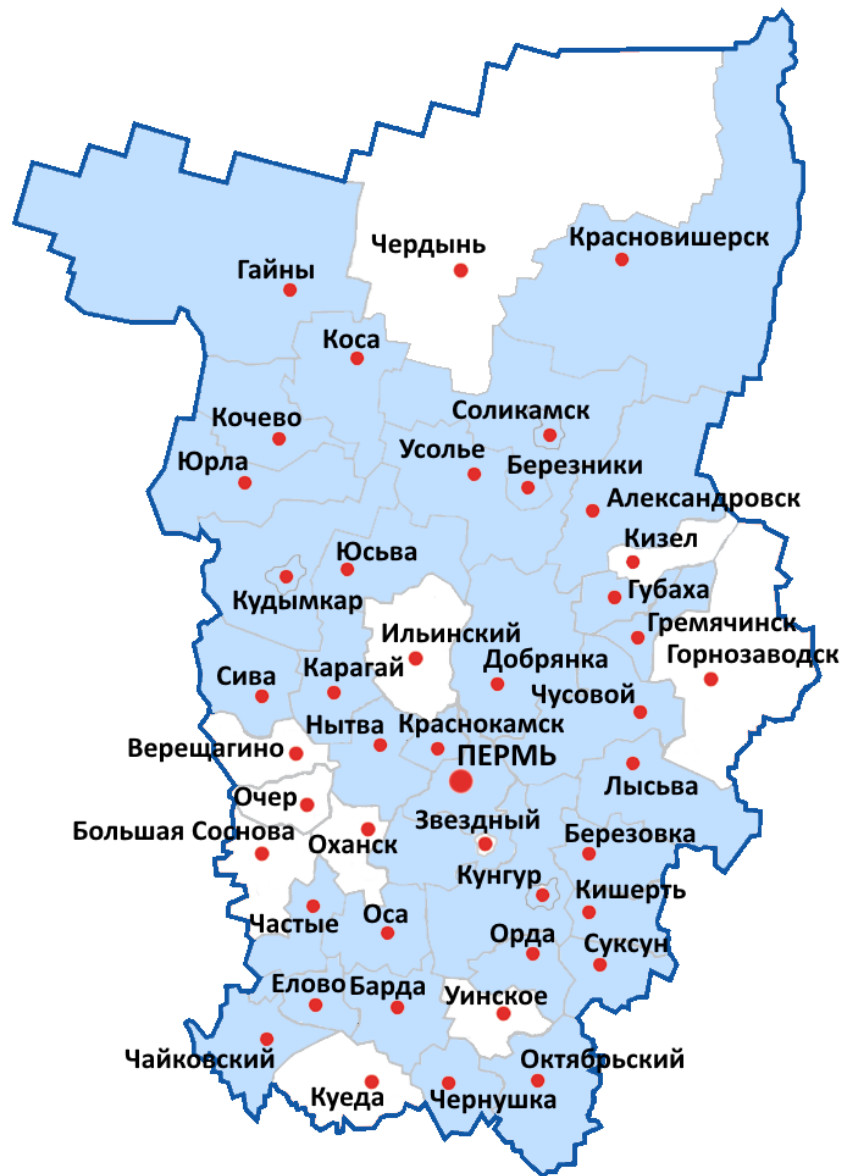 Красновишерск
Чердынь
Гайны
Коса
Соликамск
Кочево
Усолье
Березники
Юрла
Александровск
Кизел
Юсьва
Губаха
Кудымкар
Гремячинск
Ильинский
Горнозаводск
Добрянка
Карагай
Сива
Чусовой
Нытва
Краснокамск
Верещагино
ПЕРМЬ
Лысьва
Очер
Звездный
Большая Соснова
Березовка
Оханск
Кунгур
Кишерть
Частые
Оса
Орда
Суксун
Елово
Барда
Уинское
Чайковский
Октябрьский
Куеда
Чернушка